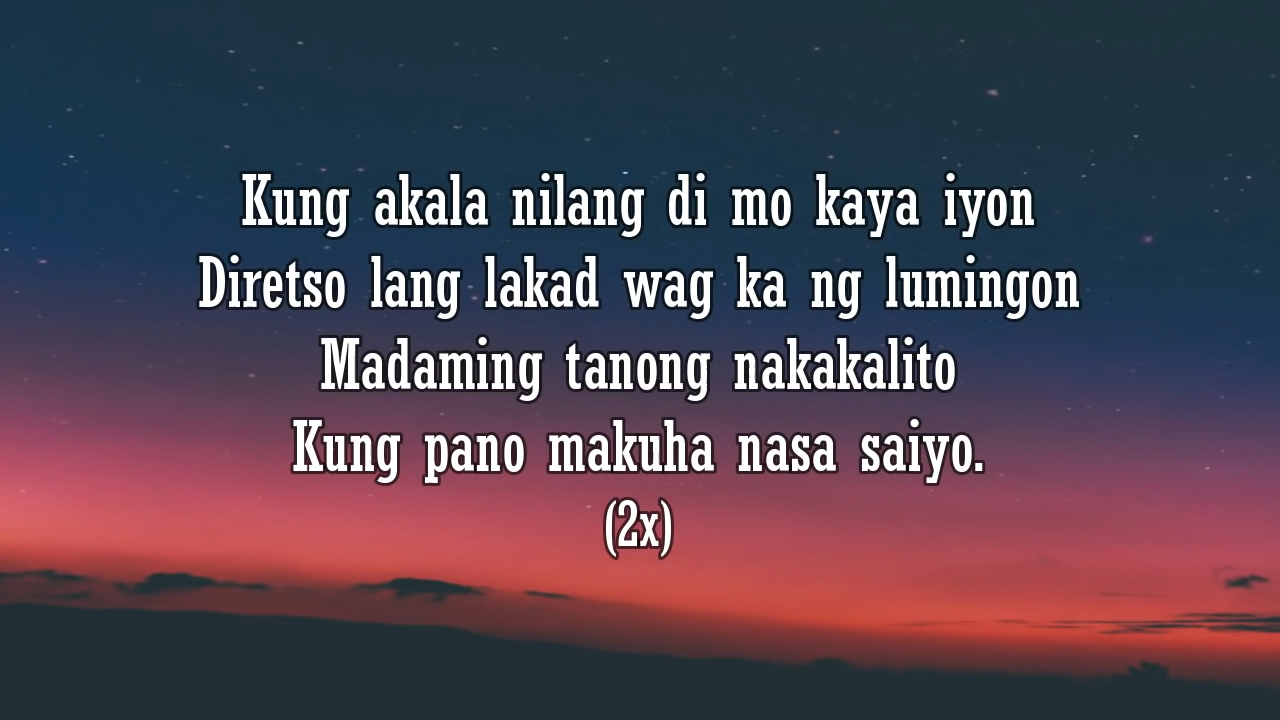 Kung akala nilang di mo kaya iyon
Diretso lang lakad wag ka ng lumingon
Madaming tanong nakakalito
Kung pano makuha nasa saiyo.
(2x)